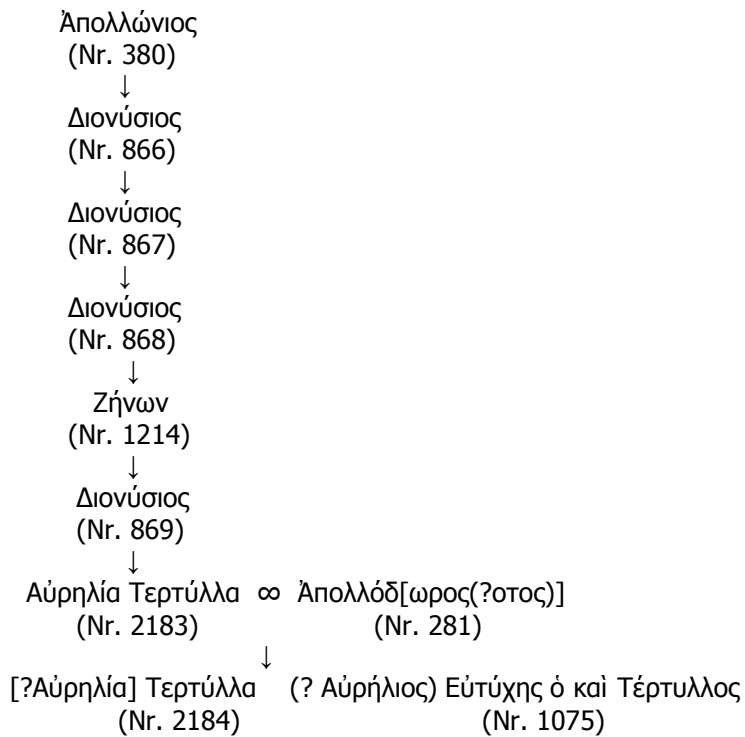 Ἀπολλώνιος
(Nr. 380)
↓
Διονύσιος
(Nr. 866)
↓
Διονύσιος
(Nr. 867)
↓
Διονύσιος
(Nr. 868)
↓
Ζήνων
(Nr. 1214)
↓
Διονύσιος
(Nr. 869)
↓
Αὐρηλία Τερτύλλα ∞ Ἀπολλόδ[ωρος(?οτος)]
(Nr. 2183) (Nr. 281)
↓
[?Αὐρηλία] Τερτύλλα (? Αὐρήλιος) Εὐτύχης ὁ καὶ Τέρτυλλος
(Nr. 2184) (Nr. 1075)